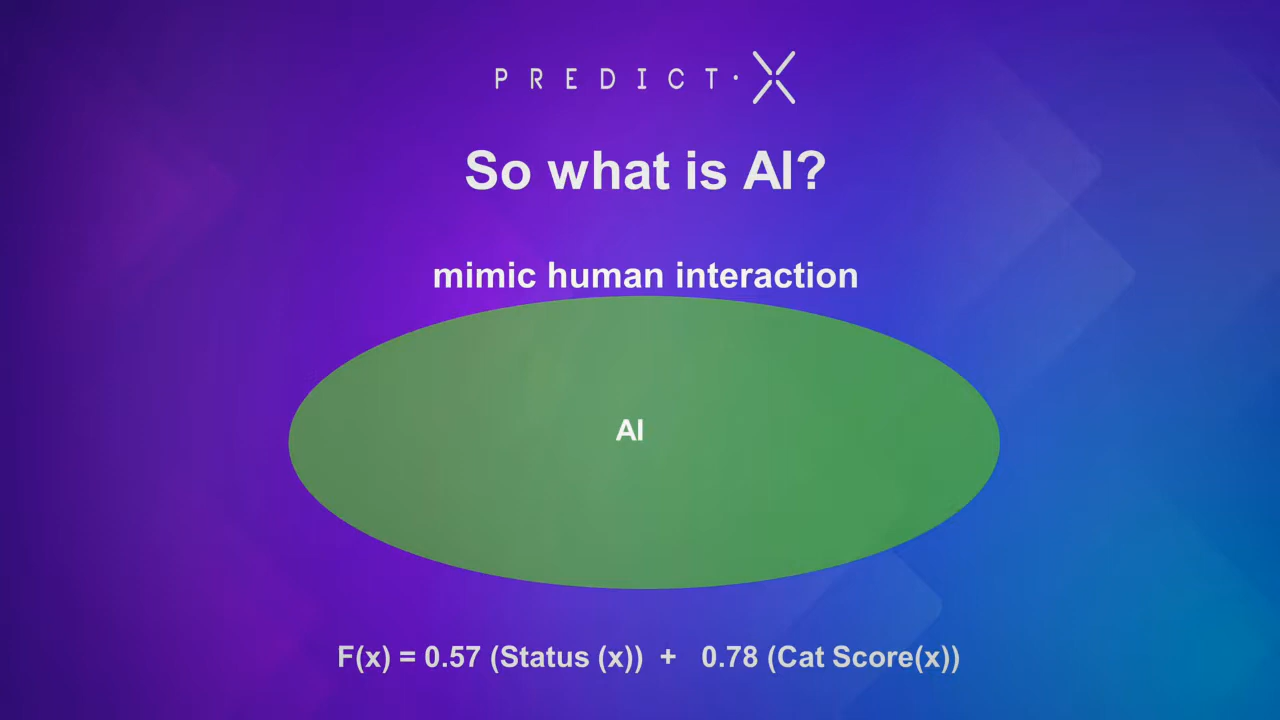 PREDICT·X
So what is AI?
mimic human interaction
AI
F(x) = 0.57 (Status (x)) + 0.78 (Cat Score(x))